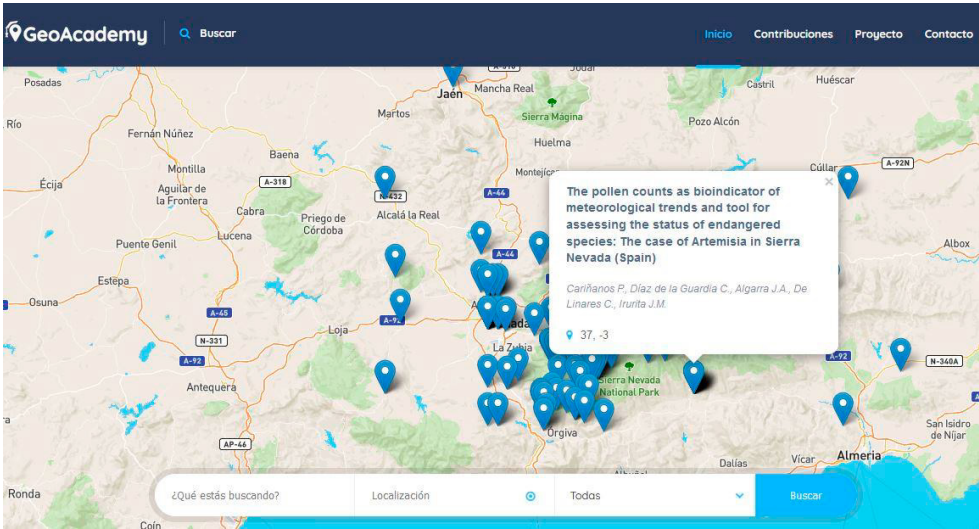 GeoAcademy
Buscar
Inicio
Contribuciones
Proyecto
Contacto
Posadas
Jaén
Mancha Real
Castril
Huéscar
Río
Martos
Sierra Mágina
Pozo Alcón
Fernán Núñez
Huelma
Baena
Montilla
Cúllar
A-92N
Écija
A-318
N-432
A-44
Aguilar de
la Frontera
Cabra
Priego de
Córdoba
Alcalá la Real
Lucena
Puente Genil
A-44
Albox
Estepa
Osuna
A-45
Loja
N-331
La Zubia
A-92
A-92
N-340A
Antequera
Sierra Nevada
National Park
San Isidro
de Níjar
AP-46
Orgiva
Almeria
Vícar
Dalías
Ronda
Coín
The pollen counts as bioindicator of
meteorological trends and tool for
assessing the status of endangered
species: The case of Artemisia in Sierra
Nevada (Spain)
Cariñanos P., Díaz de la Guardia C., Algarra J.A., De
Linares C., Irurita J.M.
37, -3
¿Qué estás buscando?
Localización
Todas
Buscar